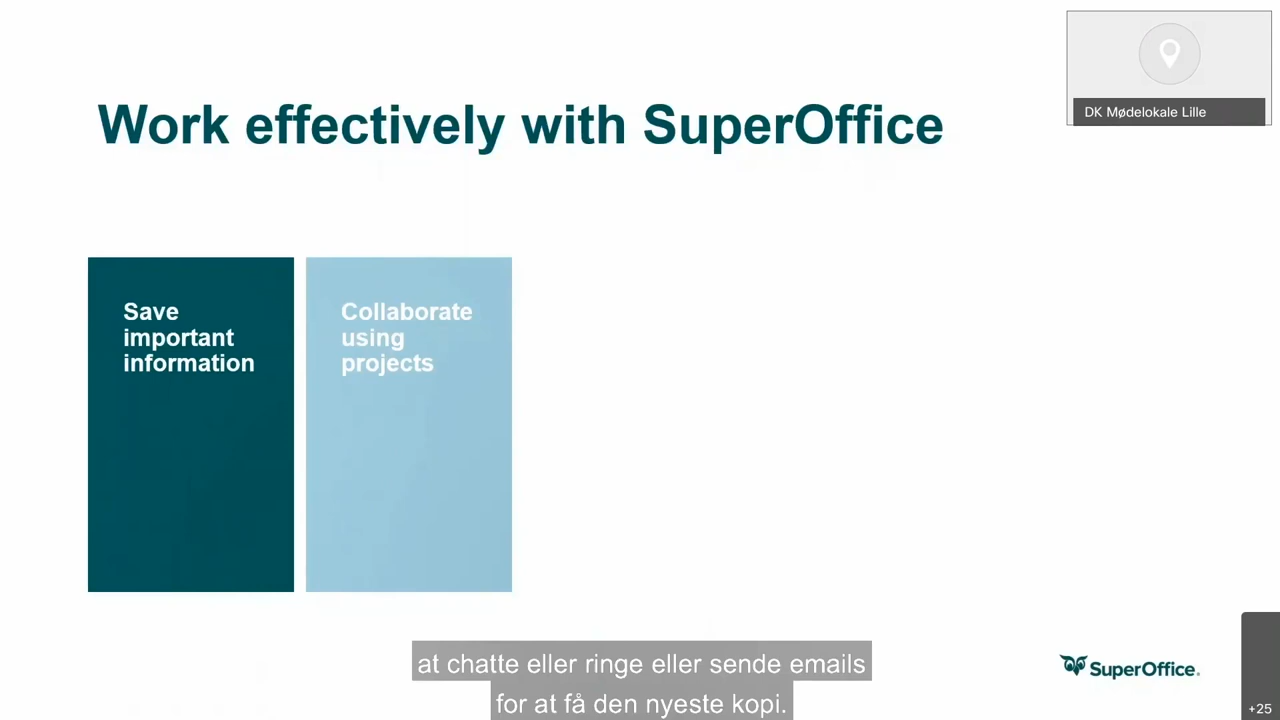 DK Mødelokale Lille
Work effectively with SuperOffice
Save
important
information
Collaborate
using
projects
at chatte eller ringe eller sende emails
for at få den nyeste kopi.
SuperOffice.
+25